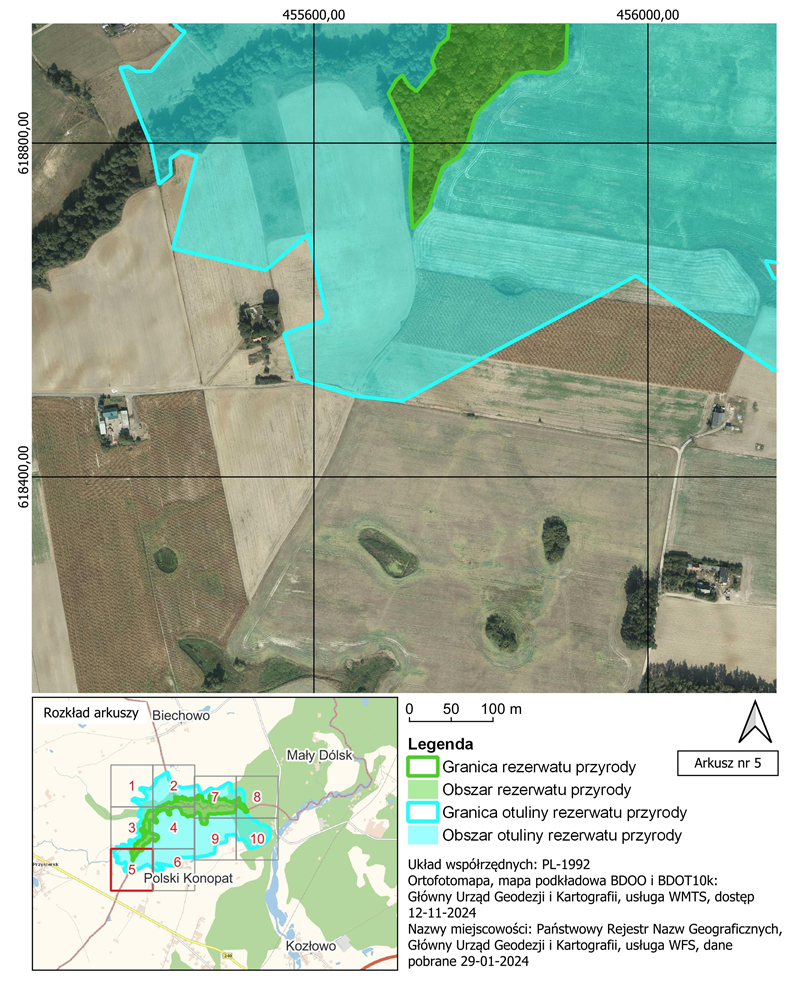 455600,00
456000,00
618800,00
618400,00
Rozkład arkuszy
Biechowo
Mały Dólsk
1
2
7
8
3
4
9
10
5
6
Polski Konopat
Przysiersk
240
Kozłowo
0 50 100 m
Legenda
Granica rezerwatu przyrody
Obszar rezerwatu przyrody
Granica otuliny rezerwatu przyrody
Obszar otuliny rezerwatu przyrody
Arkusz nr 5
Układ współrzędnych: PL-1992
Ortofotomapa, mapa podkładowa BDOO i BDOT10k:
Główny Urząd Geodezji i Kartografii, usługa WMTS, dostęp
12-11-2024
Nazwy miejscowości: Państwowy Rejestr Nazw Geograficznych,
Główny Urząd Geodezji i Kartografii, usługa WFS, dane
pobrane 29-01-2024